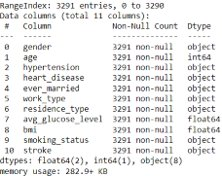 RangeIndex: 3291 entries, 0 to 3290
Data columns (total 11 columns):
#   Column             Non-Null Count  Dtype
---  ------             --------------  -----
0   gender             3291 non-null   object
1   age                3291 non-null   int64
2   hypertension       3291 non-null   object
3   heart_disease      3291 non-null   object
4   ever_married       3291 non-null   object
5   work_type          3291 non-null   object
6   residence_type     3291 non-null   object
7   avg_glucose_level  3291 non-null   float64
8   bmi                3291 non-null   float64
9   smoking_status     3291 non-null   object
10  stroke             3291 non-null   object
dtypes: float64(2), int64(1), object(8)
memory usage: 282.9+ KB